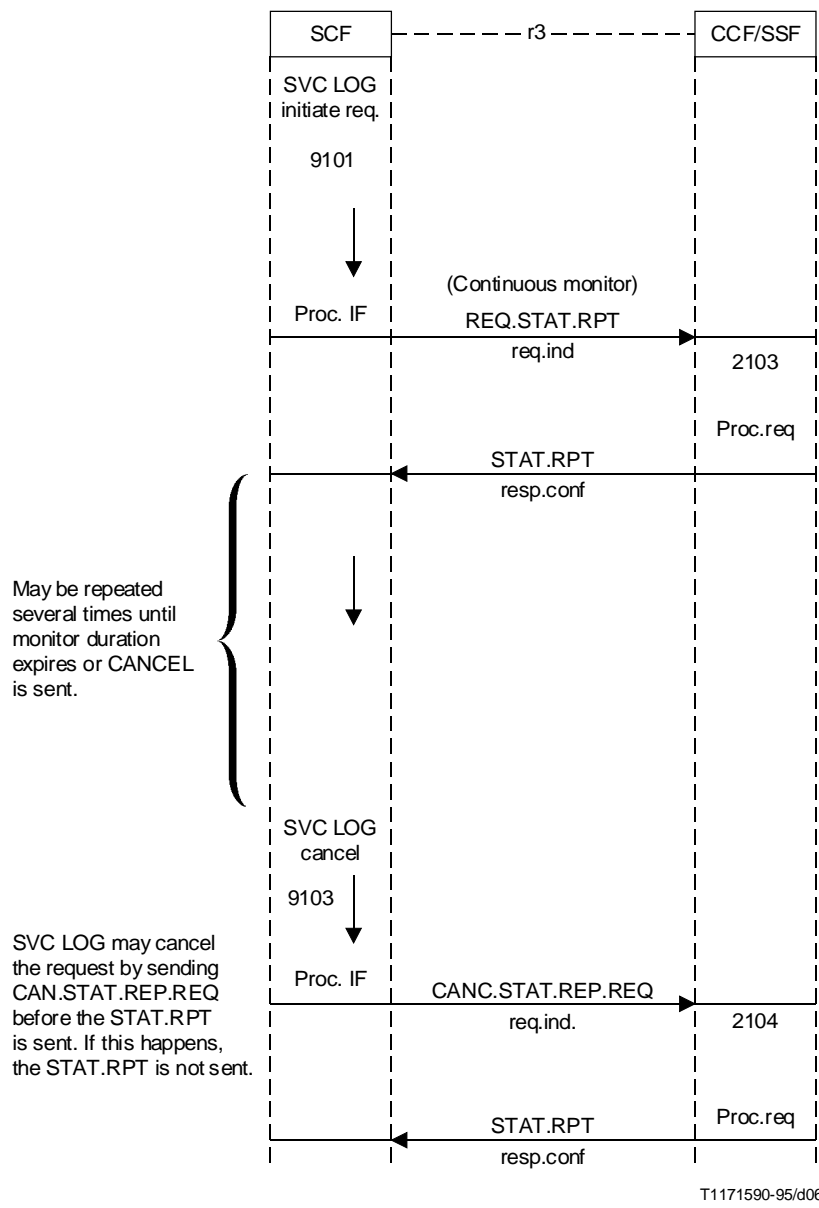 SCF
r3
CCF/SSF
SVC LOG
initiate req.
9101
(Continuous monitor)
Proc. IF
REQ.STAT.RPT
req.ind
2103
Proc.req
STAT.RPT
resp.conf
May be repeated
several times until
monitor duration
expires or CANCEL
is sent.
SVC LOG
cancel
9103
SVC LOG may cancel
the request by sending
CAN.STAT.REP.REQ
before the STAT.RPT
is sent. If this happens,
the STAT.RPT is not sent.
Proc. IF
CANC.STAT.REP.REQ
req.ind.
2104
Proc.req
STAT.RPT
resp.conf
T1171590-95/d06